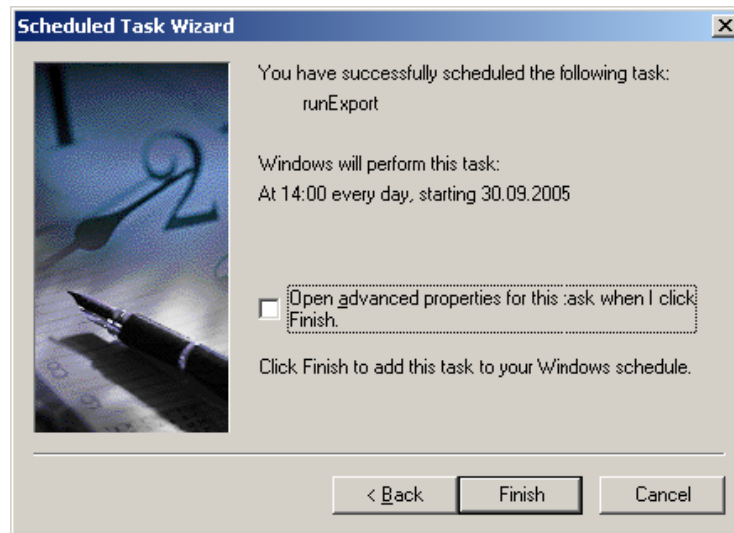 Scheduled Task Wizard
You have successfully scheduled the following task:
runExport
Windows will perform this task:
At 14:00 every day, starting 30.09.2005
Open advanced properties for this :ask when I click
Finish.
Click Finish to add this task to your Windows schedule.
< Back
Finish
Cancel